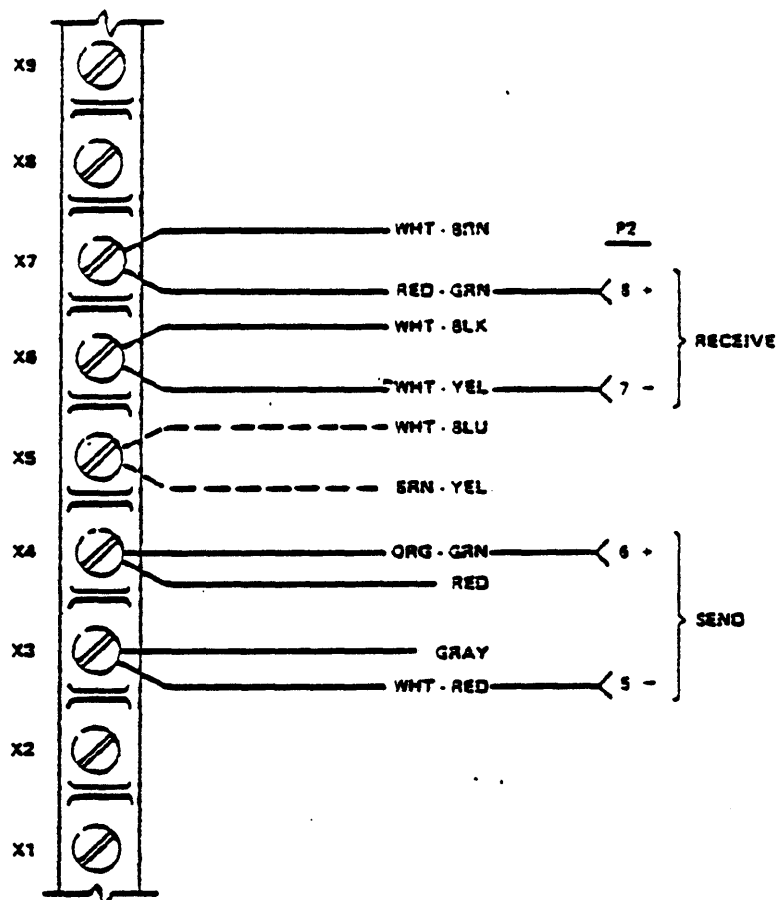 X9
X8
WHT - BRN P2
X7
RED - GRN 8 +
WHT - BLK
X6 RECEIVE
WHT - YEL 7 -
WHT - BLU
X5
BRN - YEL
X4 ORG - GRN 6 +
RED
SEND
X3 GRAY
WHT - RED 5 -
X2
X1